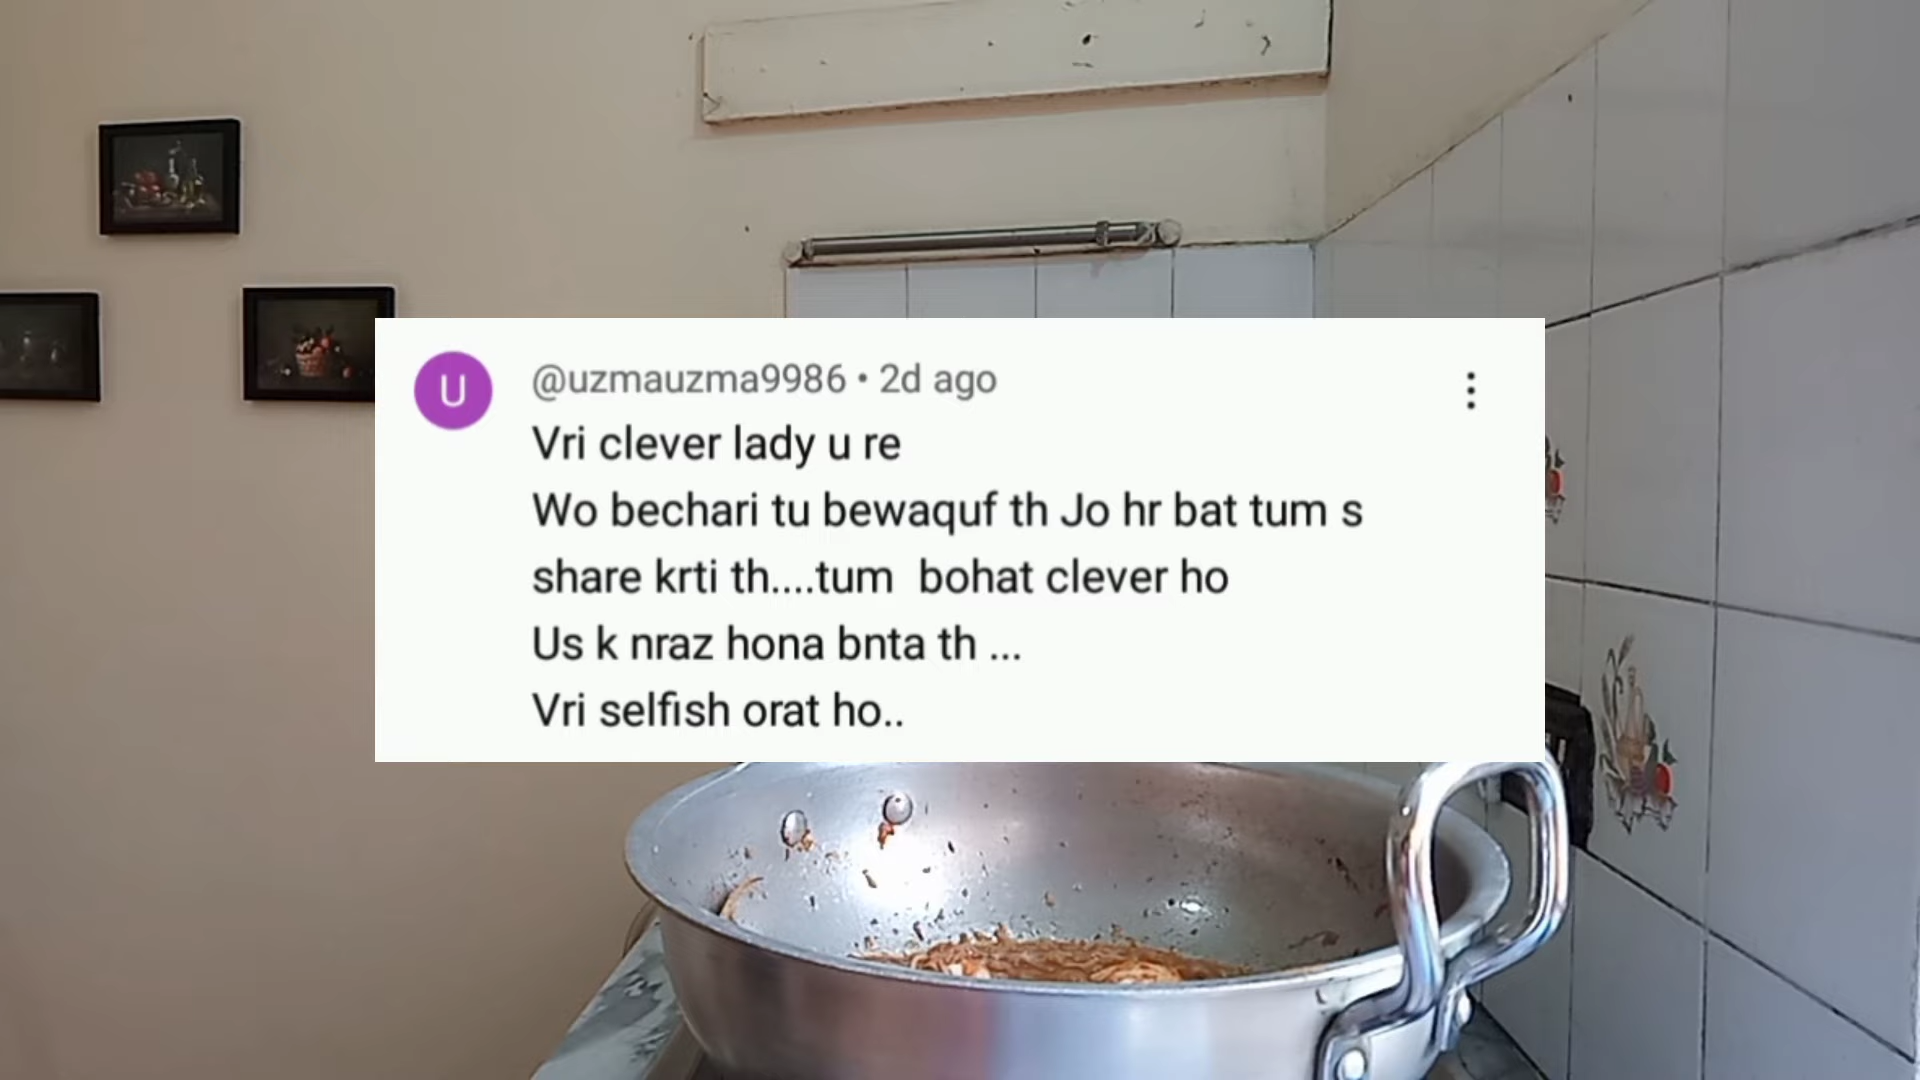 U
@uzmauzma9986 • 2d ago
Vri clever lady u re
Wo bechari tu bewaquf th Jo hr bat tum s
share krti th....tum  bohat clever ho
Us k nraz hona bnta th ...
Vri selfish orat ho..